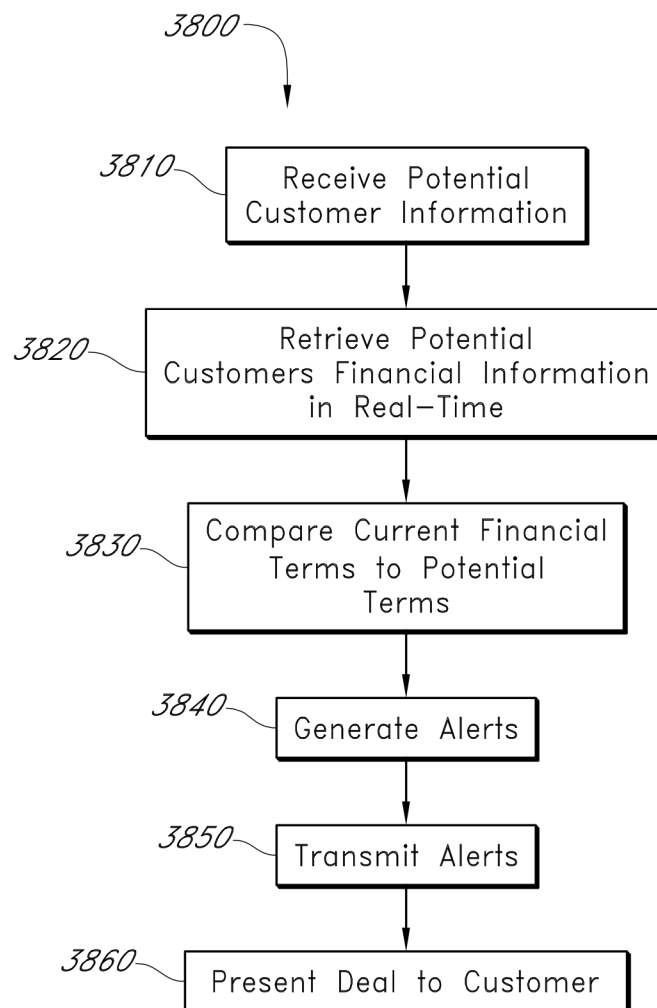 3800
3810
Receive Potential
Customer Information
3820
Retrieve Potential
Customers Financial Information
in Real-Time
3830
Compare Current Financial
Terms to Potential
Terms
3840
Generate Alerts
3850
Transmit Alerts
3860
Present Deal to Customer